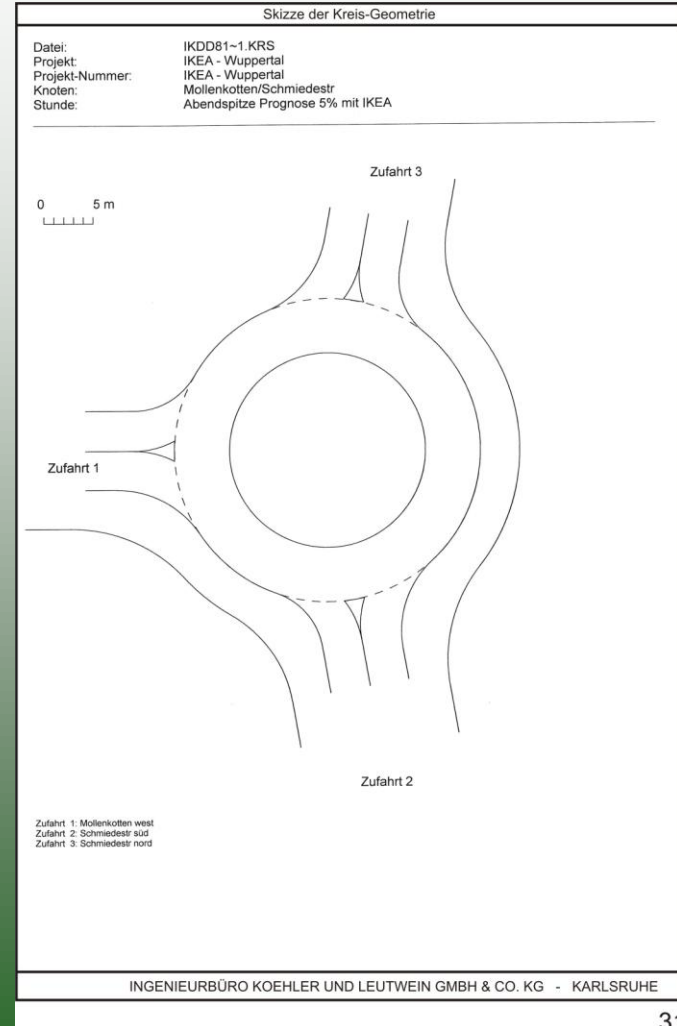 Skizze der Kreis-Geometrie
Datei: IKDD81~1.KRS
Projekt: IKEA - Wuppertal
Projekt-Nummer: IKEA - Wuppertal
Knoten: Mollenkotten/Schmiedestr
Stunde: Abendspitze Prognose 5% mit IKEA
Zufahrt 3
0 5 m
Zufahrt 1
Zufahrt 2
Zufahrt 1: Mollenkotten west
Zufahrt 2: Schmiedestr süd
Zufahrt 3: Schmiedestr nord
INGENIEURBÜRO KOEHLER UND LEUTWEIN GMBH & CO. KG - KARLSRUHE
31